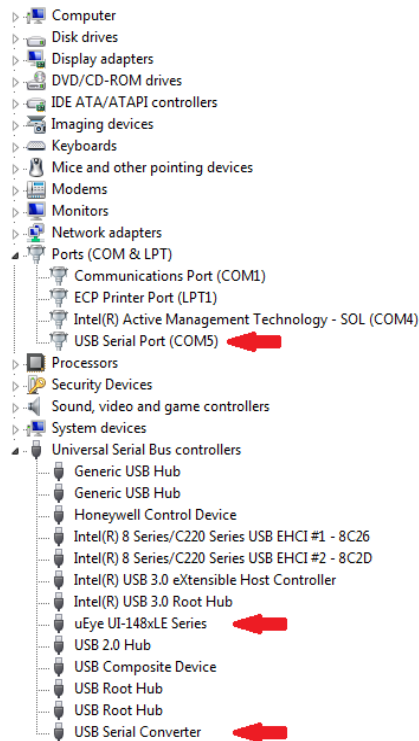 Computer
Disk drives
Display adapters
DVD/CD-ROM drives
IDE ATA/ATAPI controllers
Imaging devices
Keyboards
Mice and other pointing devices
Modems
Monitors
Network adapters
Ports (COM & LPT)
Communications Port (COM1)
ECP Printer Port (LPT1)
Intel(R) Active Management Technology - SOL (COM4)
USB Serial Port (COM5)
Processors
Security Devices
Sound, video and game controllers
System devices
Universal Serial Bus controllers
Generic USB Hub
Generic USB Hub
Honeywell Control Device
Intel(R) 8 Series/C220 Series USB EHCI #1 - 8C26
Intel(R) 8 Series/C220 Series USB EHCI #2 - 8C2D
Intel(R) USB 3.0 eXtensible Host Controller
Intel(R) USB 3.0 Root Hub
uEye UI-148xLE Series
USB 2.0 Hub
USB Composite Device
USB Root Hub
USB Root Hub
USB Serial Converter